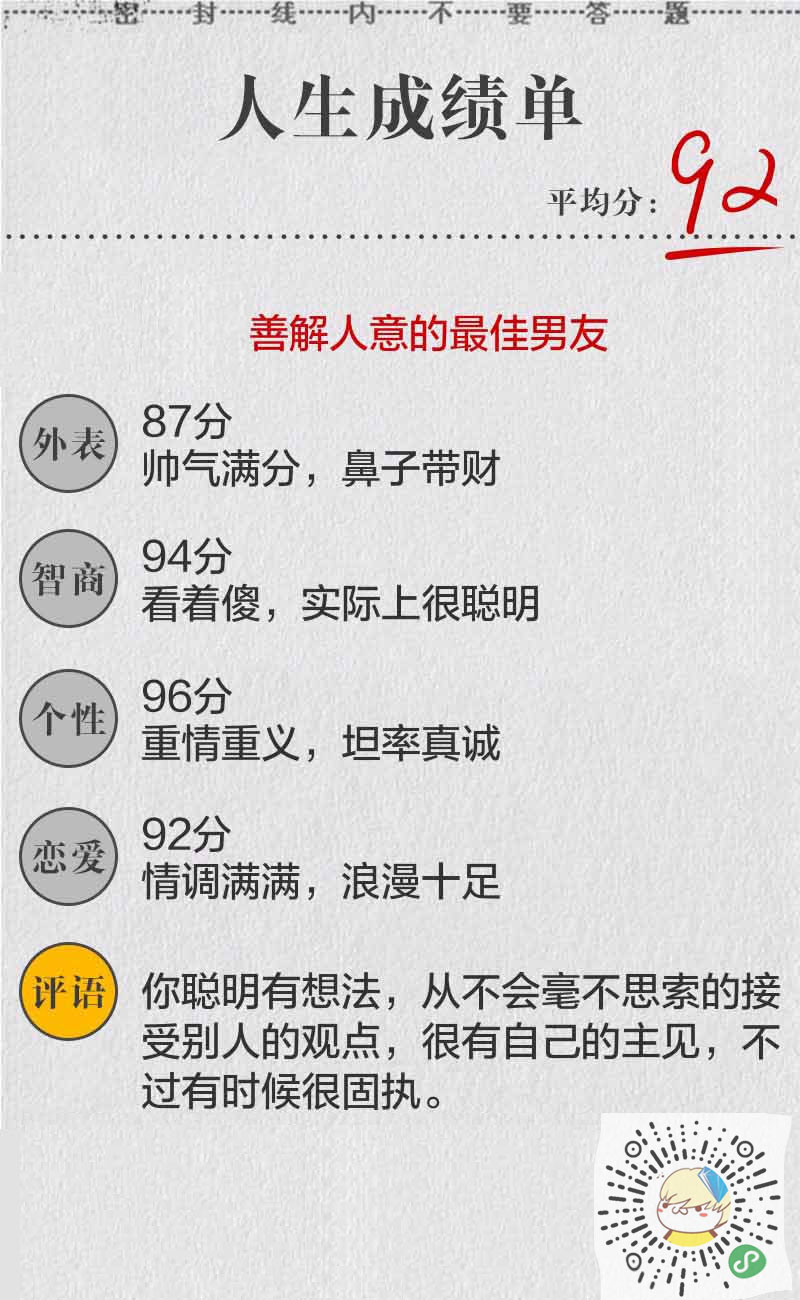 密封线内不要答题
人生成绩单
平均分：92
善解人意的最佳男友
外表
87分
帅气满分，鼻子带财
智商
94分
看着傻，实际上很聪明
个性
96分
重情重义，坦率真诚
恋爱
92分
情调满满，浪漫十足
评语
你聪明有想法，从不会毫不思索的接
受别人的观点，很有自己的主见，不
过有时候很固执。